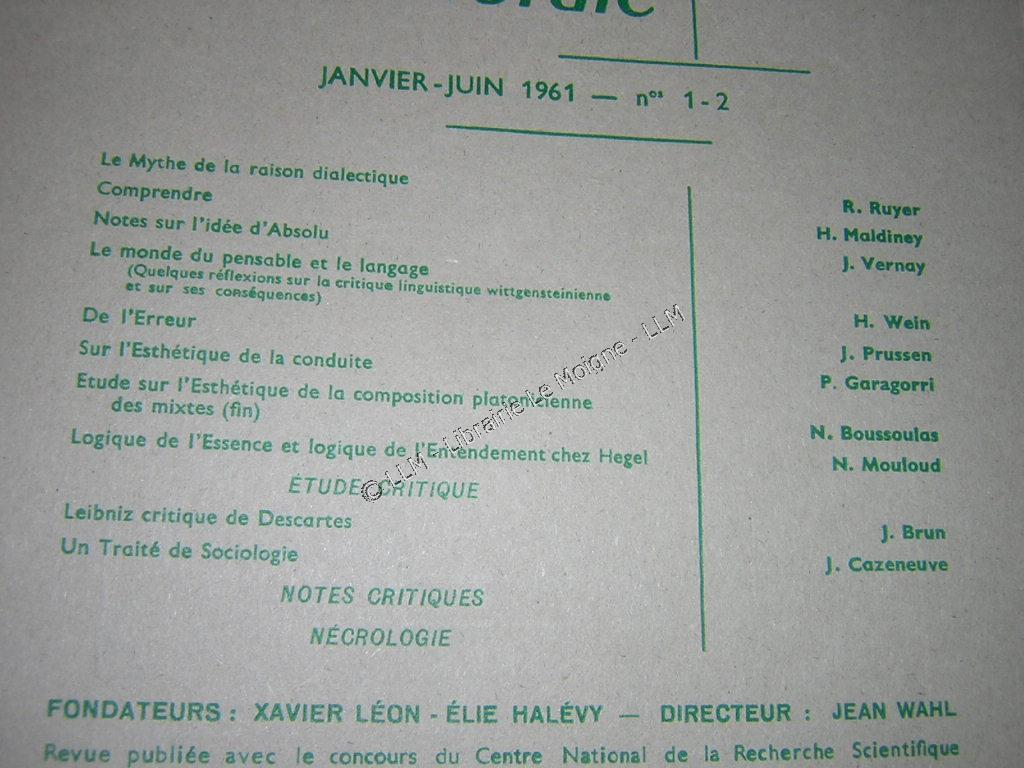 JANVIER-JUIN 1961 — nos 1-2
Le Mythe de la raison dialectique R. Ruyer
Comprendre H. Maldiney
Notes sur l'idée d'Absolu J. Vernay
Le monde du pensable et le langage
(Quelques réflexions sur la critique linguistique wittgensteinienne
et sur ses conséquences) H. Wein
De l'Erreur J. Prussen
Sur l'Esthétique de la conduite P. Garagorri
Etude sur l'Esthétique de la composition platonicienne
des mixtes (fin) N. Boussoulas
Logique de l'Essence et logique de l'Entendement chez Hegel N. Mouloud
ÉTUDE CRITIQUE
Leibniz critique de Descartes J. Brun
Un Traité de Sociologie J. Cazeneuve
NOTES CRITIQUES
NÉCROLOGIE
FONDATEURS : XAVIER LÉON - ÉLIE HALÉVY — DIRECTEUR : JEAN WAHL
Revue publiée avec le concours du Centre National de la Recherche Scientifique
© LLM - Librairie Le Moigne - LLM